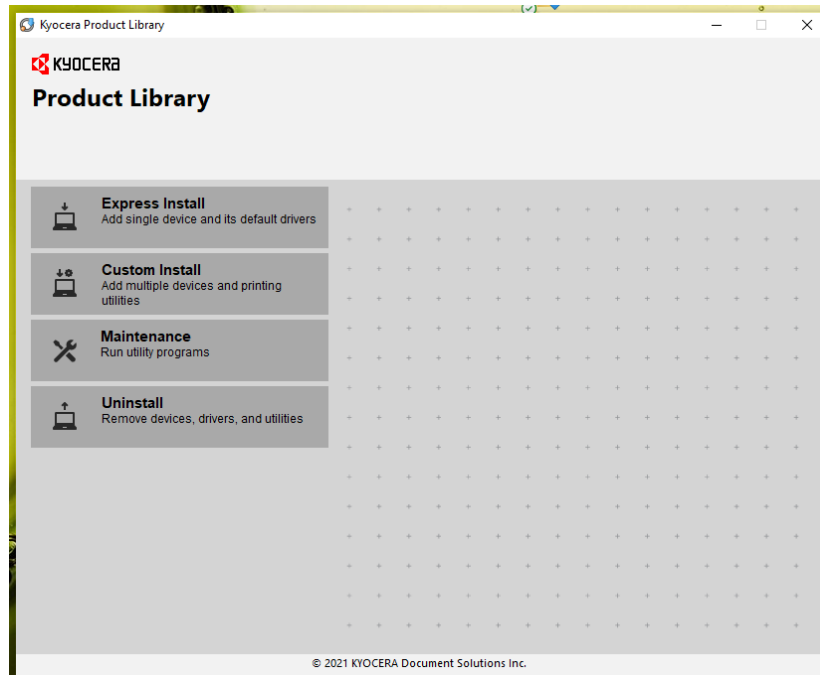 Kyocera Product Library
KYOCERA
Product Library
Express Install
Add single device and its default drivers
Custom Install
Add multiple devices and printing
utilities
Maintenance
Run utility programs
Uninstall
Remove devices, drivers, and utilities
© 2021 KYOCERA Document Solutions Inc.